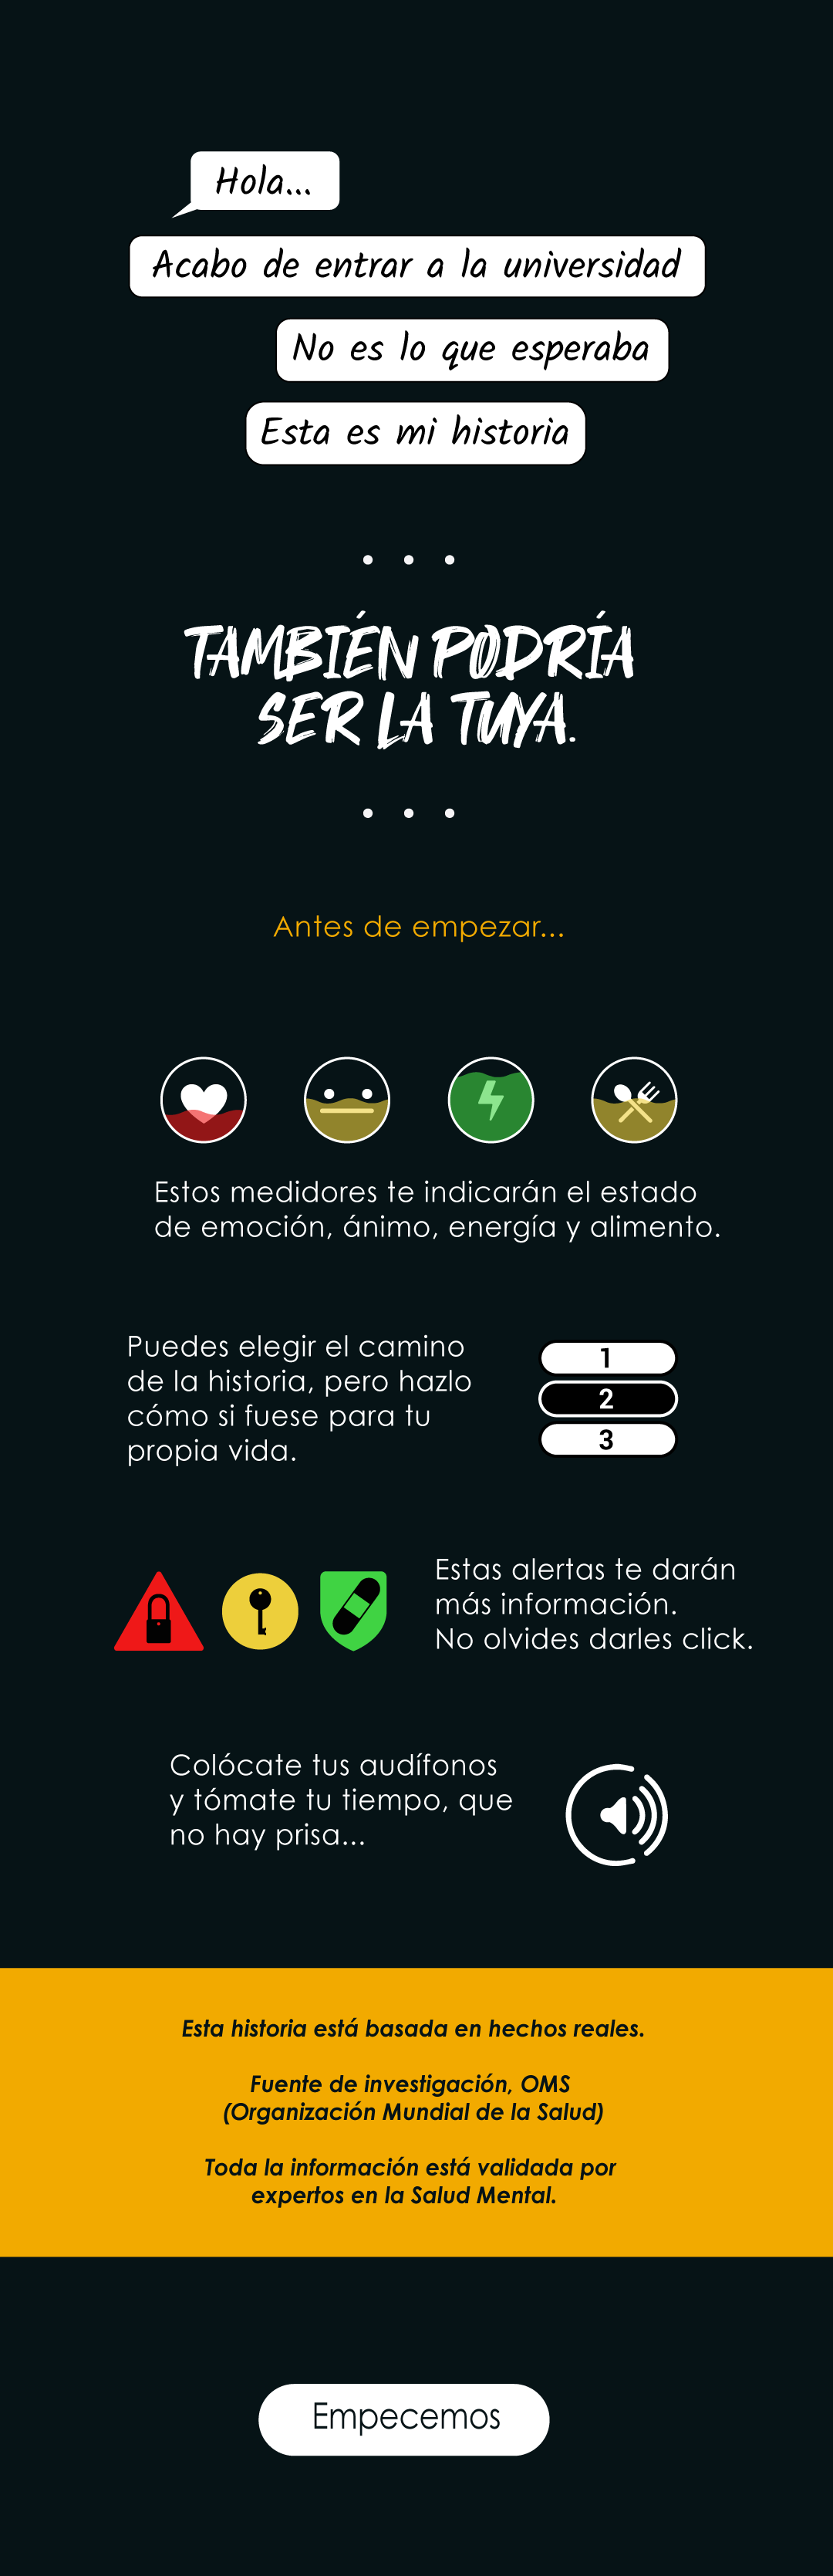 Hola...
Acabo de entrar a la universidad
No es lo que esperaba
Esta es mi historia
TAMBIÉN PODRÍA
SER LA TUYA.
Antes de empezar...
Estos medidores te indicarán el estado
de emoción, ánimo, energía y alimento.
Puedes elegir el camino
de la historia, pero hazlo
cómo si fuese para tu
propia vida.
1
2
3
Estas alertas te darán
más información.
No olvides darles click.
Colócate tus audífonos
y tómate tu tiempo, que
no hay prisa...
Esta historia está basada en hechos reales.
Fuente de investigación, OMS
(Organización Mundial de la Salud)
Toda la información está validada por
expertos en la Salud Mental.
Empecemos